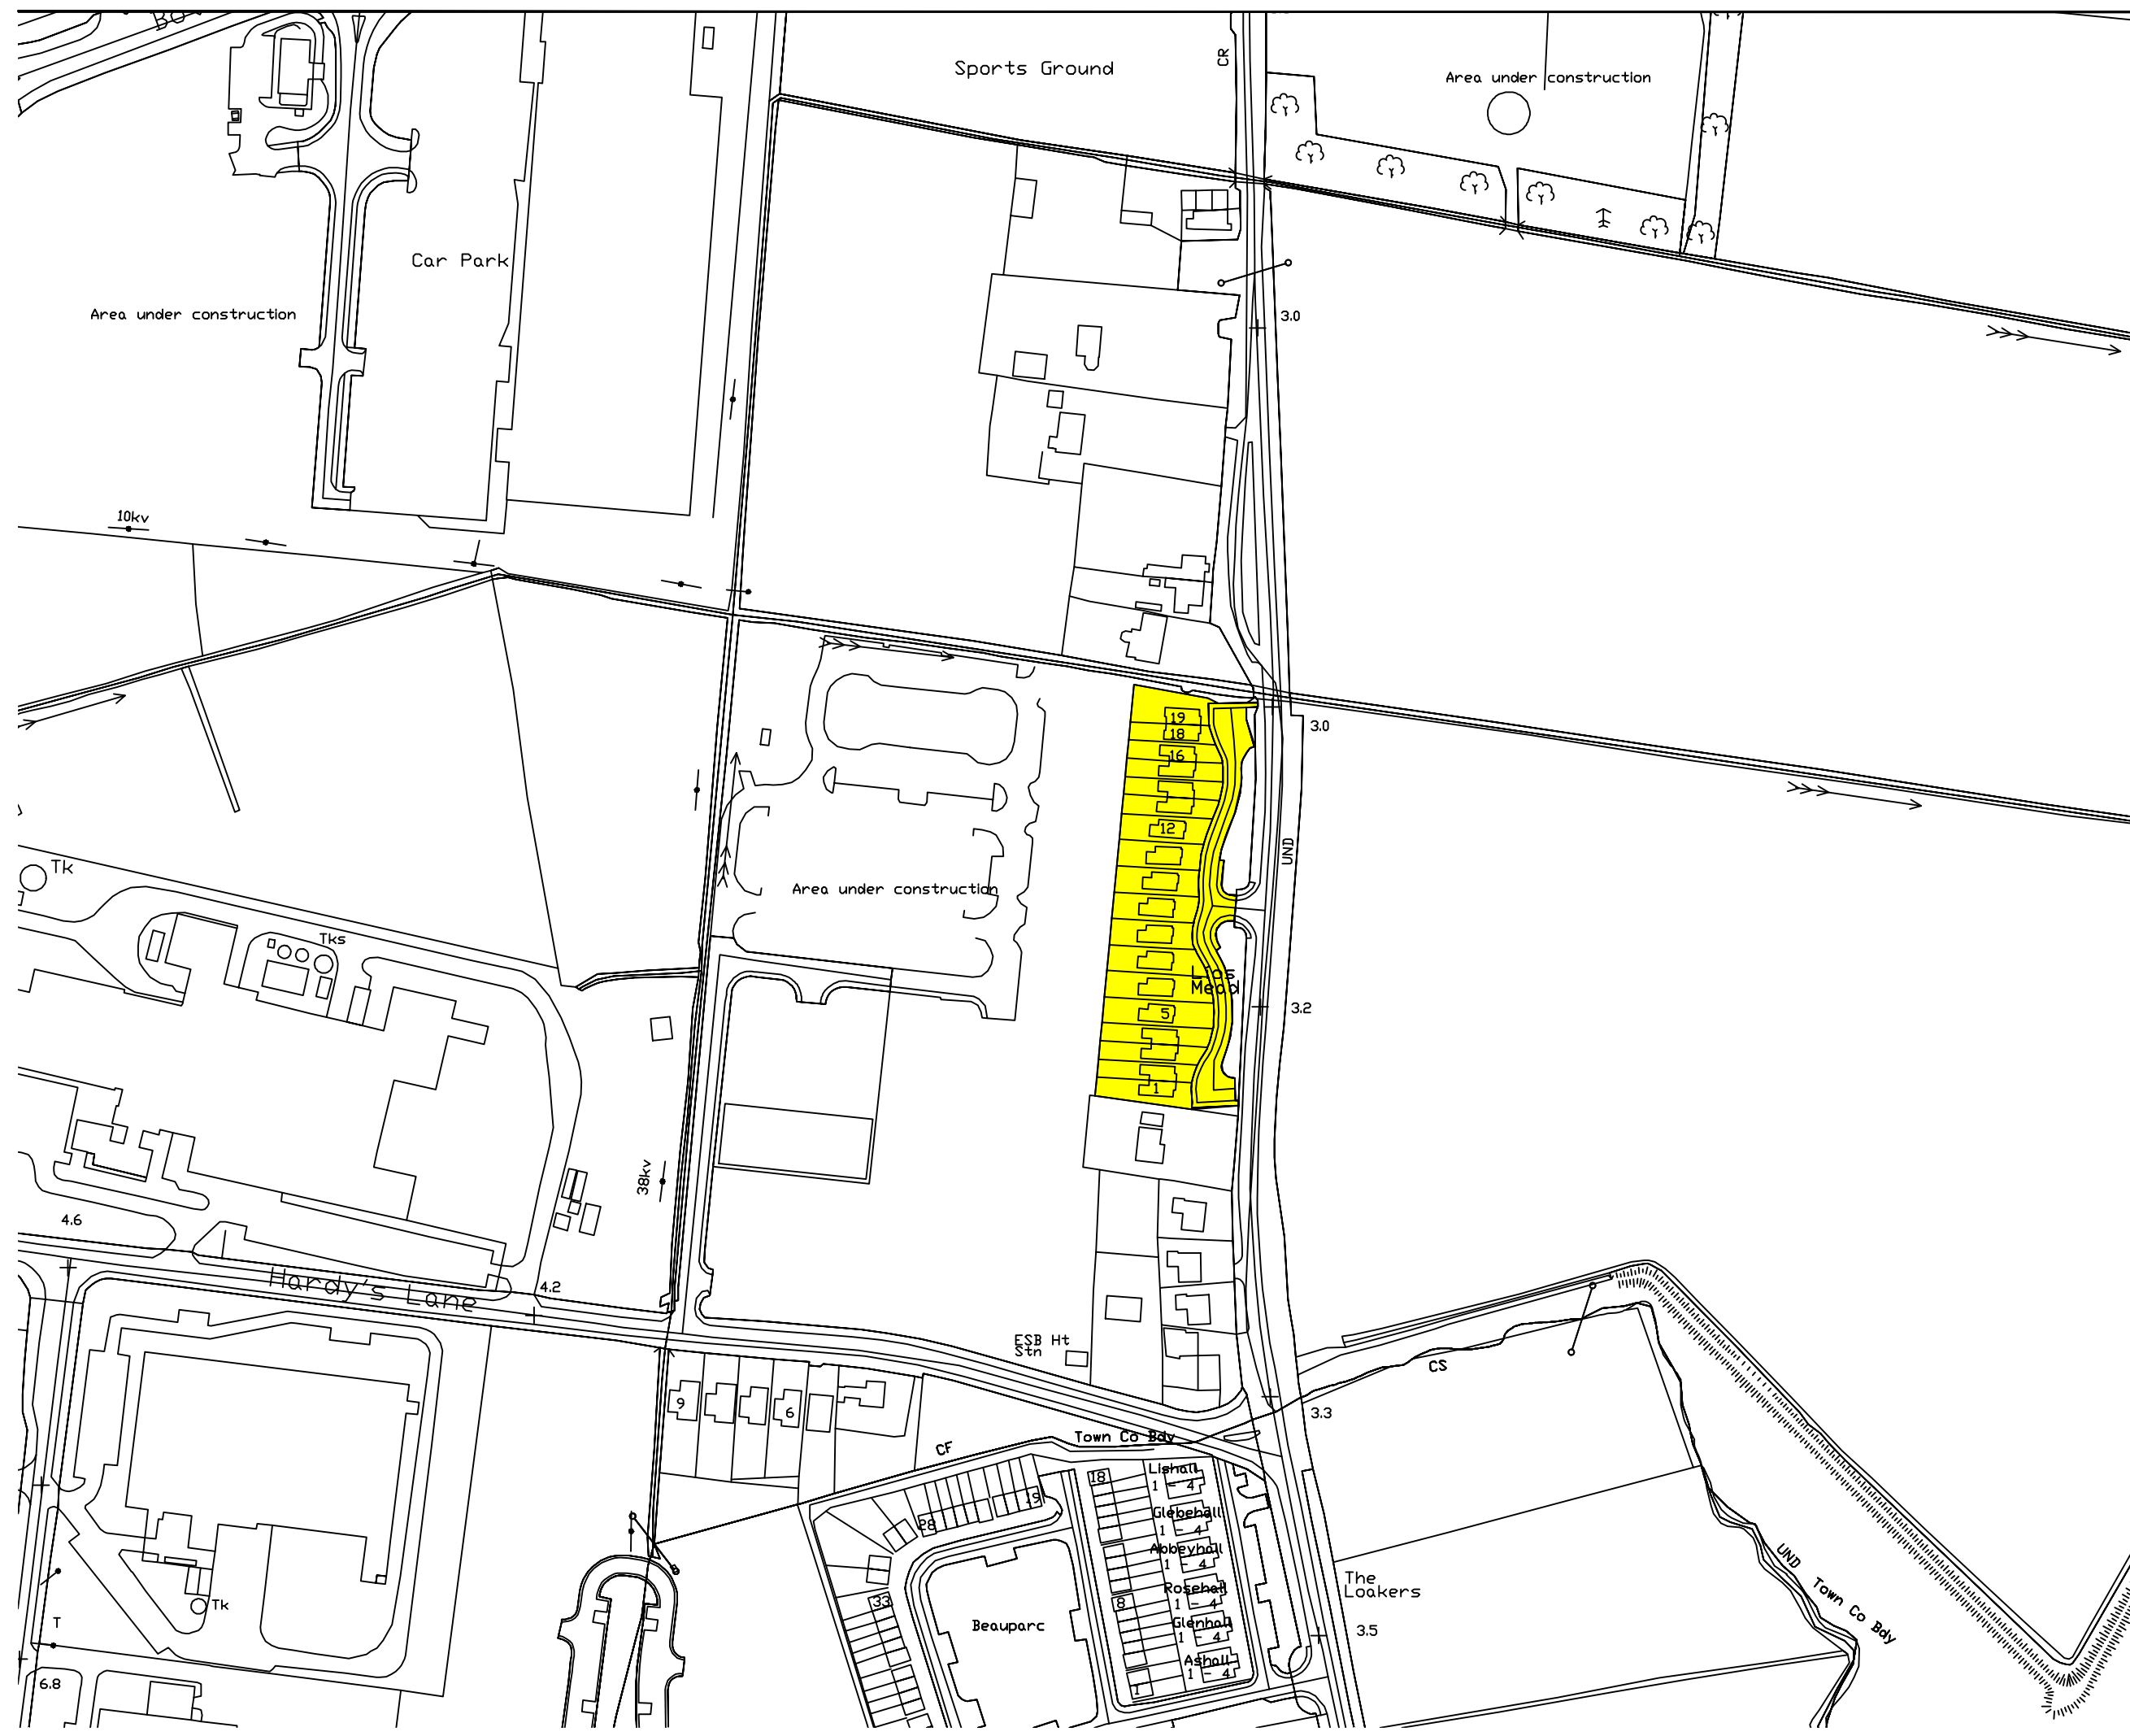 Sports Ground
CR
Area under construction
Car Park
Area under construction
3.0
10kv
19
18
16
3.0
12
UND
Tk
Area under construction
Tks
Lios
Mead
3.2
5
1
38kv
4.6
Hardy's Lane
4.2
ESB Ht
Stn
CS
9
6
3.3
CF
Town Co Bdy
18
Lishall
1 - 4
19
28
Glebehall
1 - 4
Abbeyhall
1 - 4
UND
Town Co Bdy
The
Loakers
Rosehall
1 - 4
33
8
Tk
T
Beauparc
Glenhall
1 - 4
3.5
Ashall
1 - 4
1
6.8